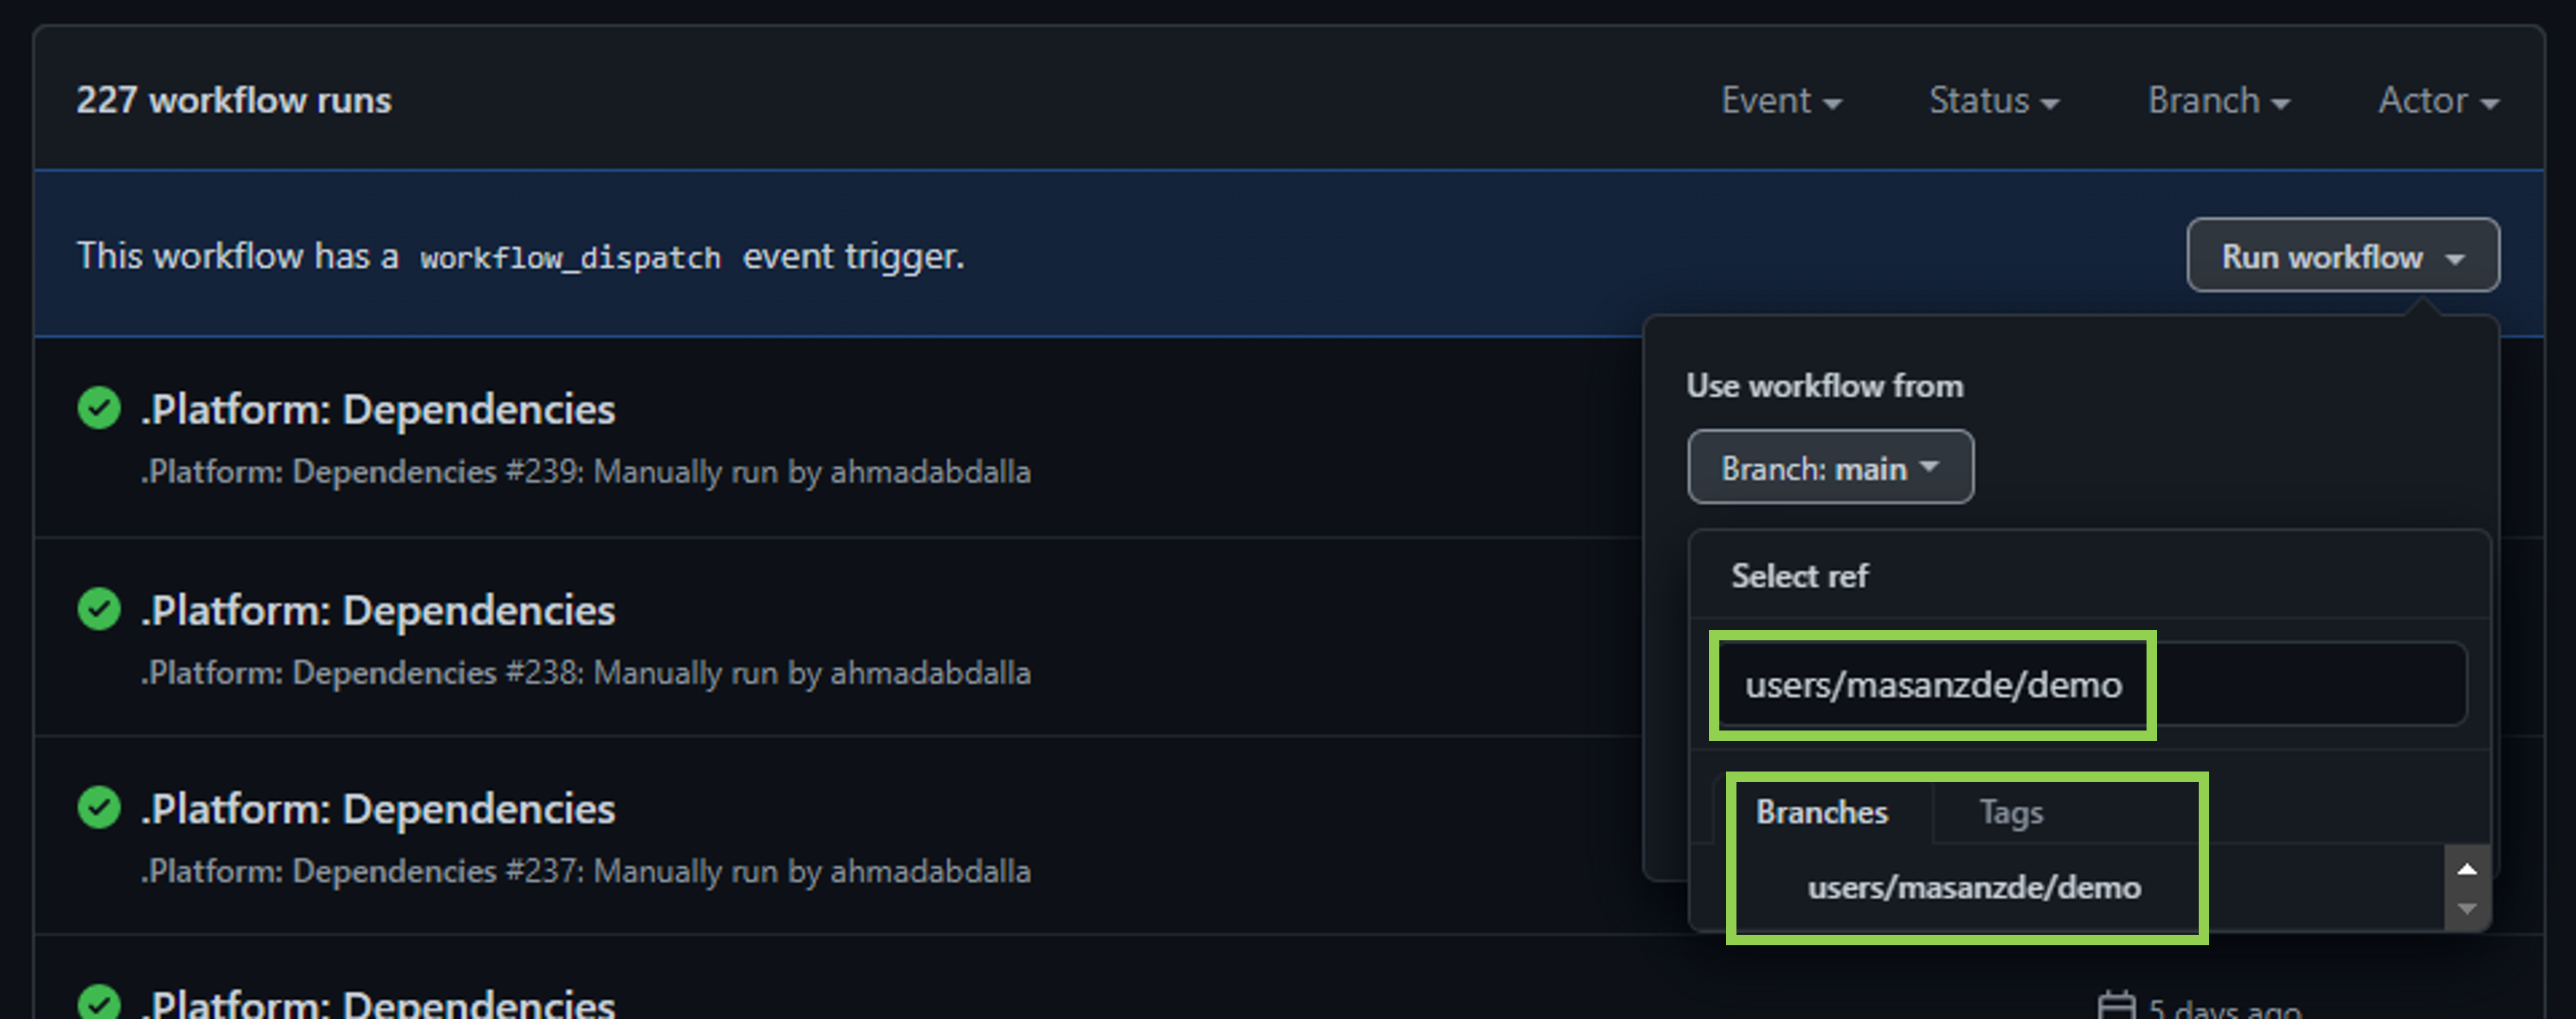 227 workflow runs
Event
Status
Branch
Actor
This workflow has a workflow_dispatch event trigger.
Run workflow
Use workflow from
Branch: main
Select ref
users/masanzde/demo
Branches
Tags
users/masanzde/demo
.Platform: Dependencies
.Platform: Dependencies #239: Manually run by ahmadabdalla
.Platform: Dependencies
.Platform: Dependencies #238: Manually run by ahmadabdalla
.Platform: Dependencies
.Platform: Dependencies #237: Manually run by ahmadabdalla
.Platform: Dependencies
5 days ago